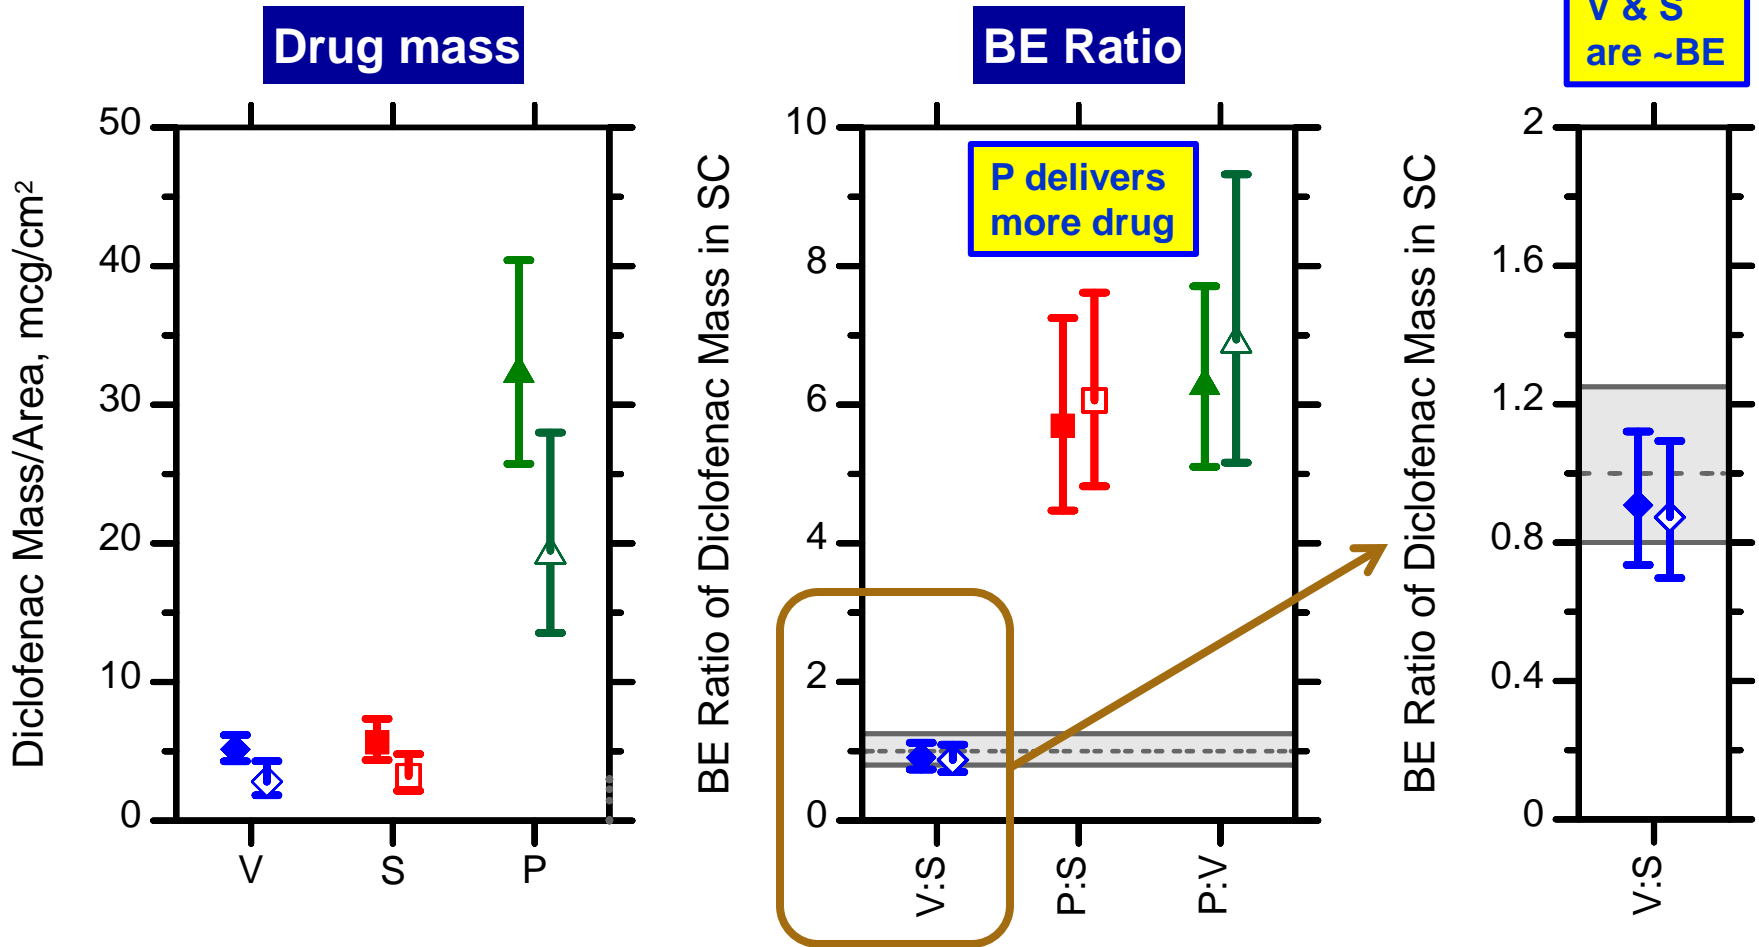 Drug mass
BE Ratio
V & S
are ~BE
Diclofenac Mass/Area, mcg/cm²
50
40
30
20
10
0
V
S
P
BE Ratio of Diclofenac Mass in SC
10
8
6
4
2
0
P delivers
more drug
V:S
P:S
P:V
BE Ratio of Diclofenac Mass in SC
2
1.6
1.2
0.8
0.4
0
V:S